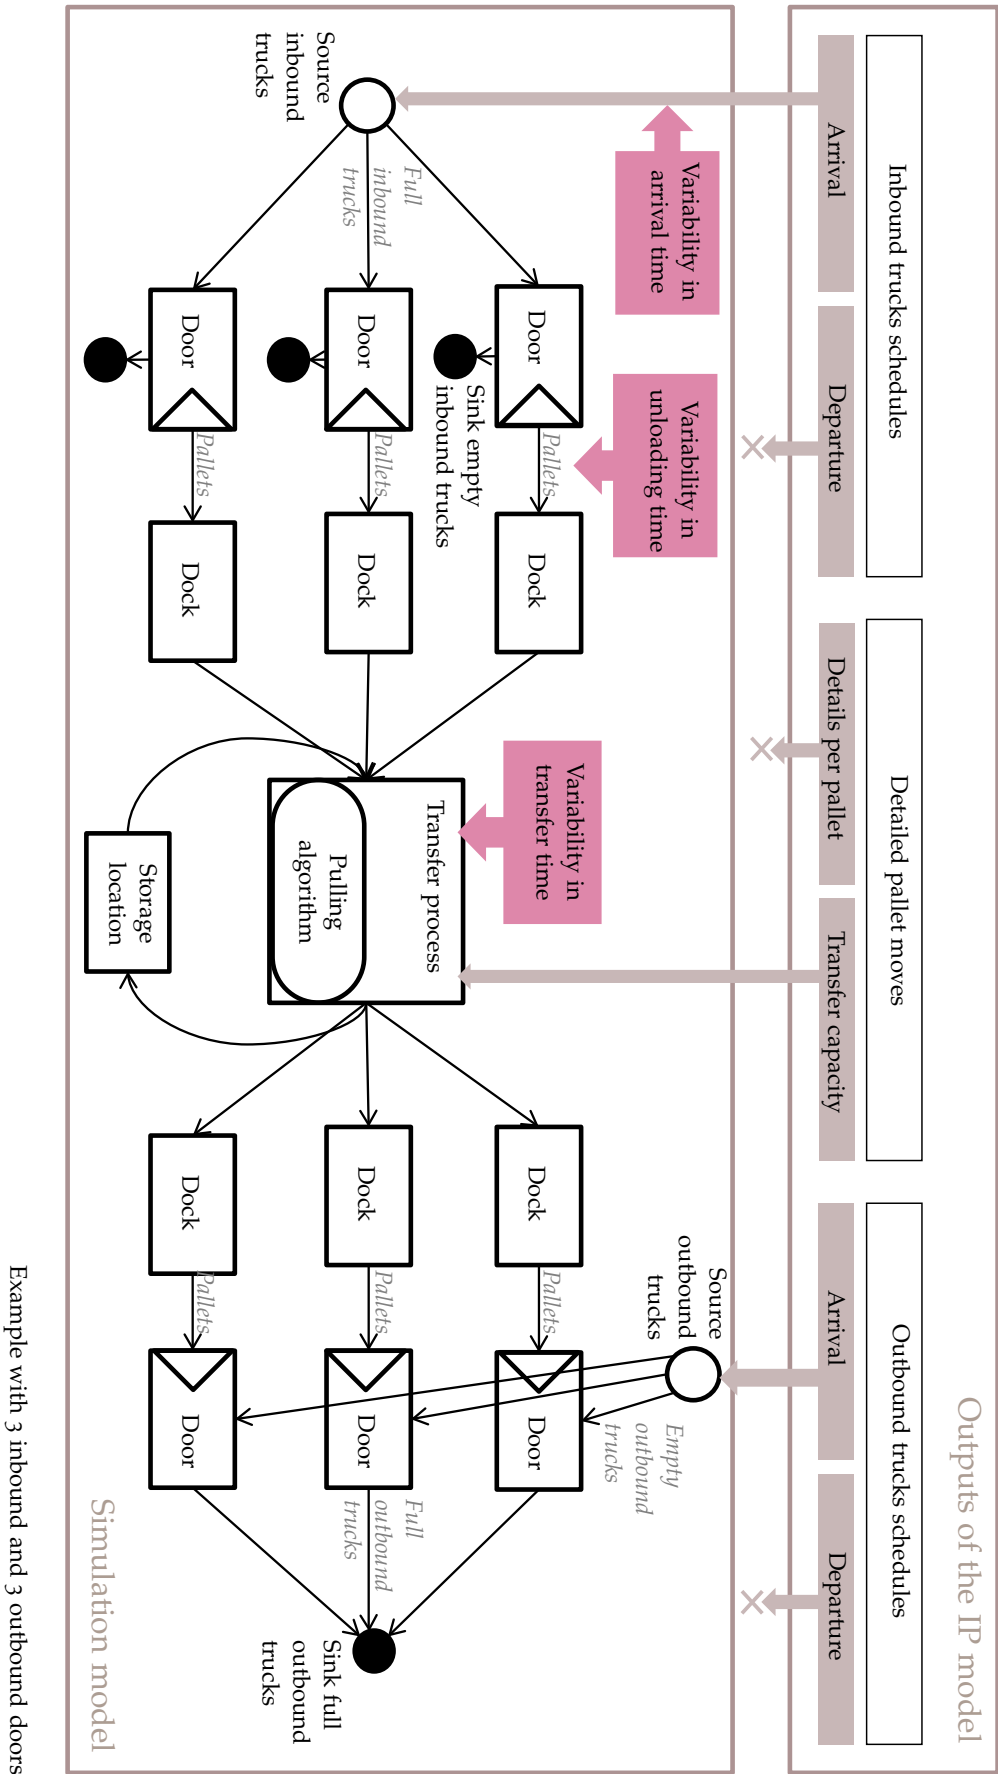 Outputs of the IP model
Inbound trucks schedules
Detailed pallet moves
Outbound trucks schedules
Arrival
Departure
Details per pallet
Transfer capacity
Arrival
Departure
Variability in
arrival time
Variability in
unloading time
Variability in
transfer time
Source
outbound
trucks
Empty
outbound
trucks
Door
Pallets
Dock
Dock
Pallets
Door
Sink empty
inbound trucks
Source
inbound
trucks
Full
inbound
trucks
Door
Pallets
Dock
Transfer process
Pulling
algorithm
Dock
Pallets
Door
Full
outbound
trucks
Sink full
outbound
trucks
Door
Pallets
Dock
Dock
Pallets
Door
Storage
location
Simulation model
Example with 3 inbound and 3 outbound doors